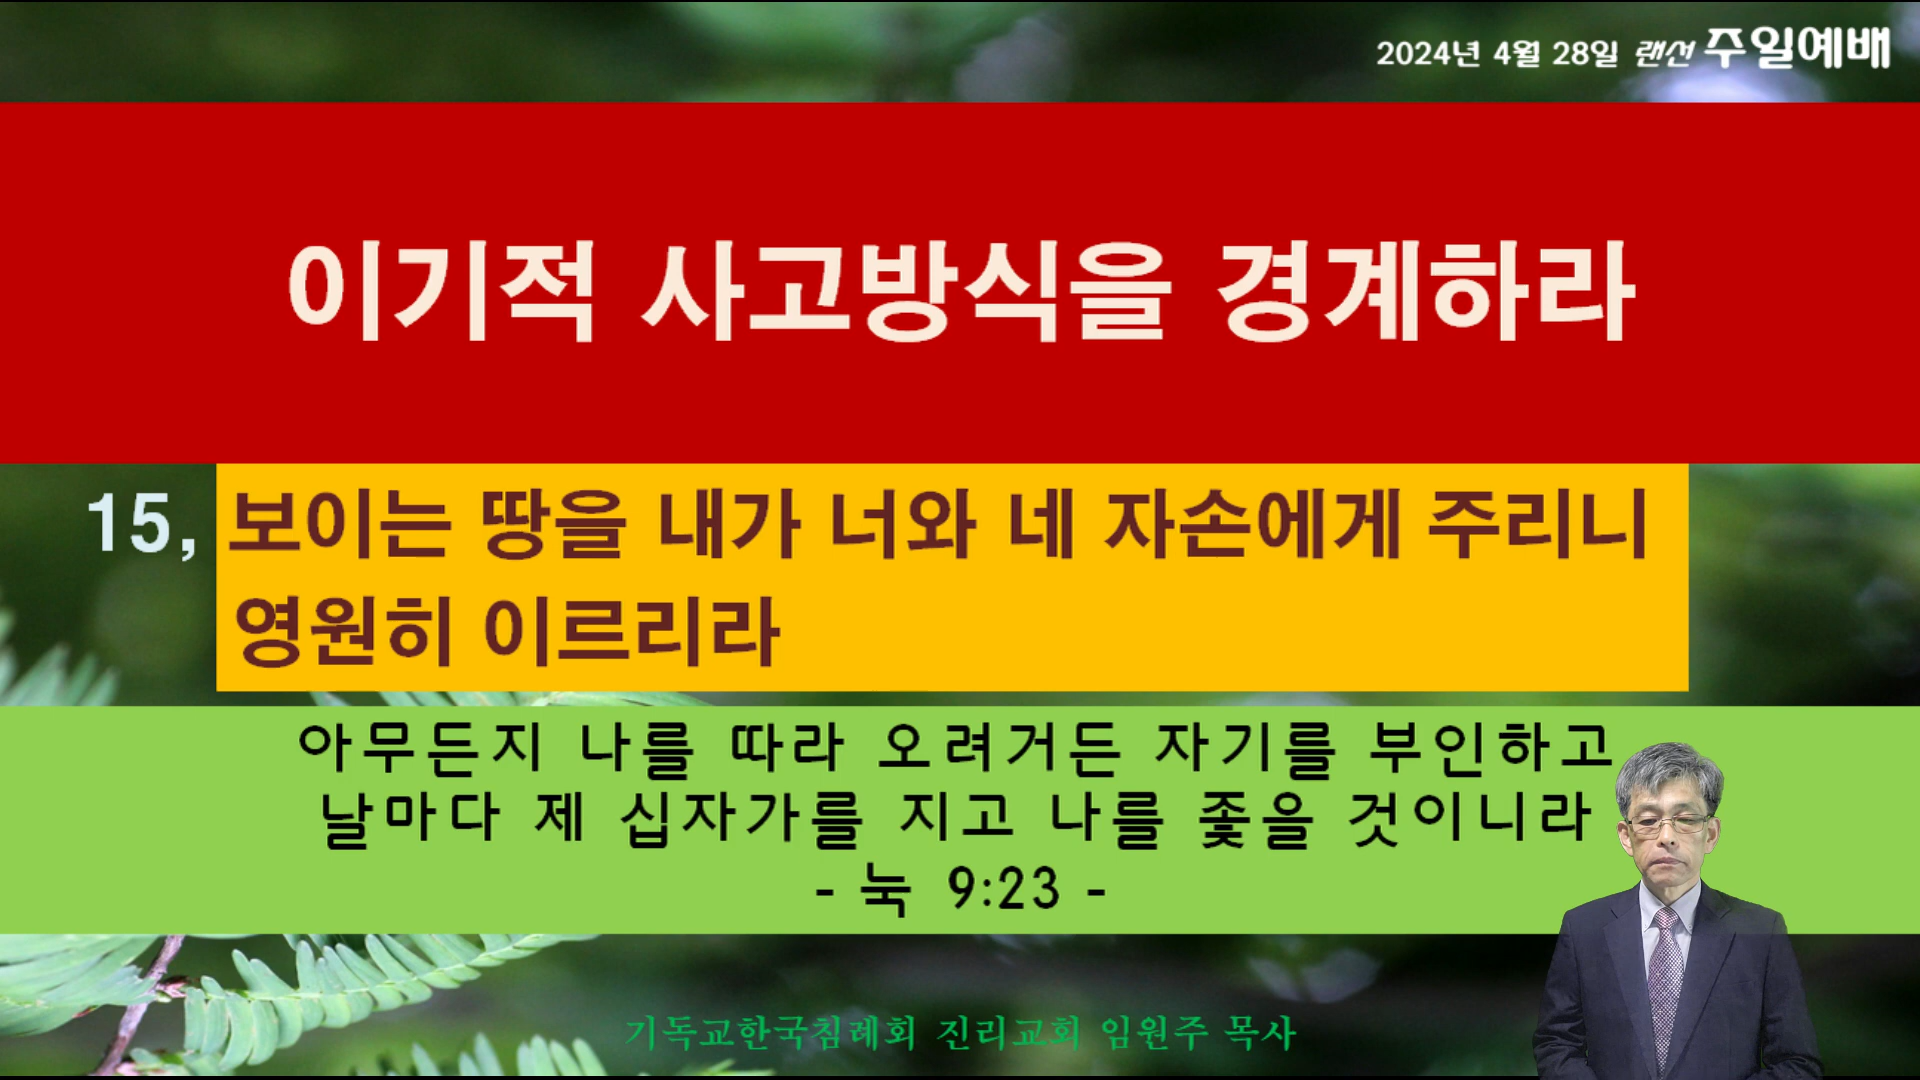 2024년 4월 28일 랜선 주일예배
이기적 사고방식을 경계하라
15, 보이는 땅을 내가 너와 네 자손에게 주리니
영원히 이르리라
아무든지 나를 따라 오려거든 자기를 부인하고
날마다 제 십자가를 지고 나를 좇을 것이니라
- 눅 9:23 -
기독교한국침례회 진리교회 임원주 목사